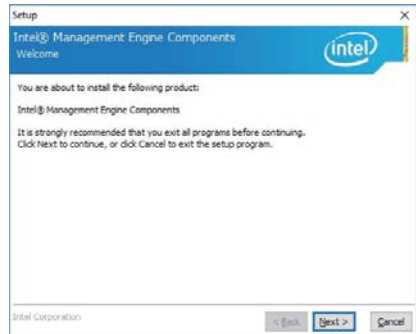 Setup
Intel® Management Engine Components
Welcome
intel
You are about to install the following product:
Intel® Management Engine Components
It is strongly recommended that you exit all programs before continuing.
Click Next to continue, or click Cancel to exit the setup program.
Intel Corporation
< Back
Next >
Cancel